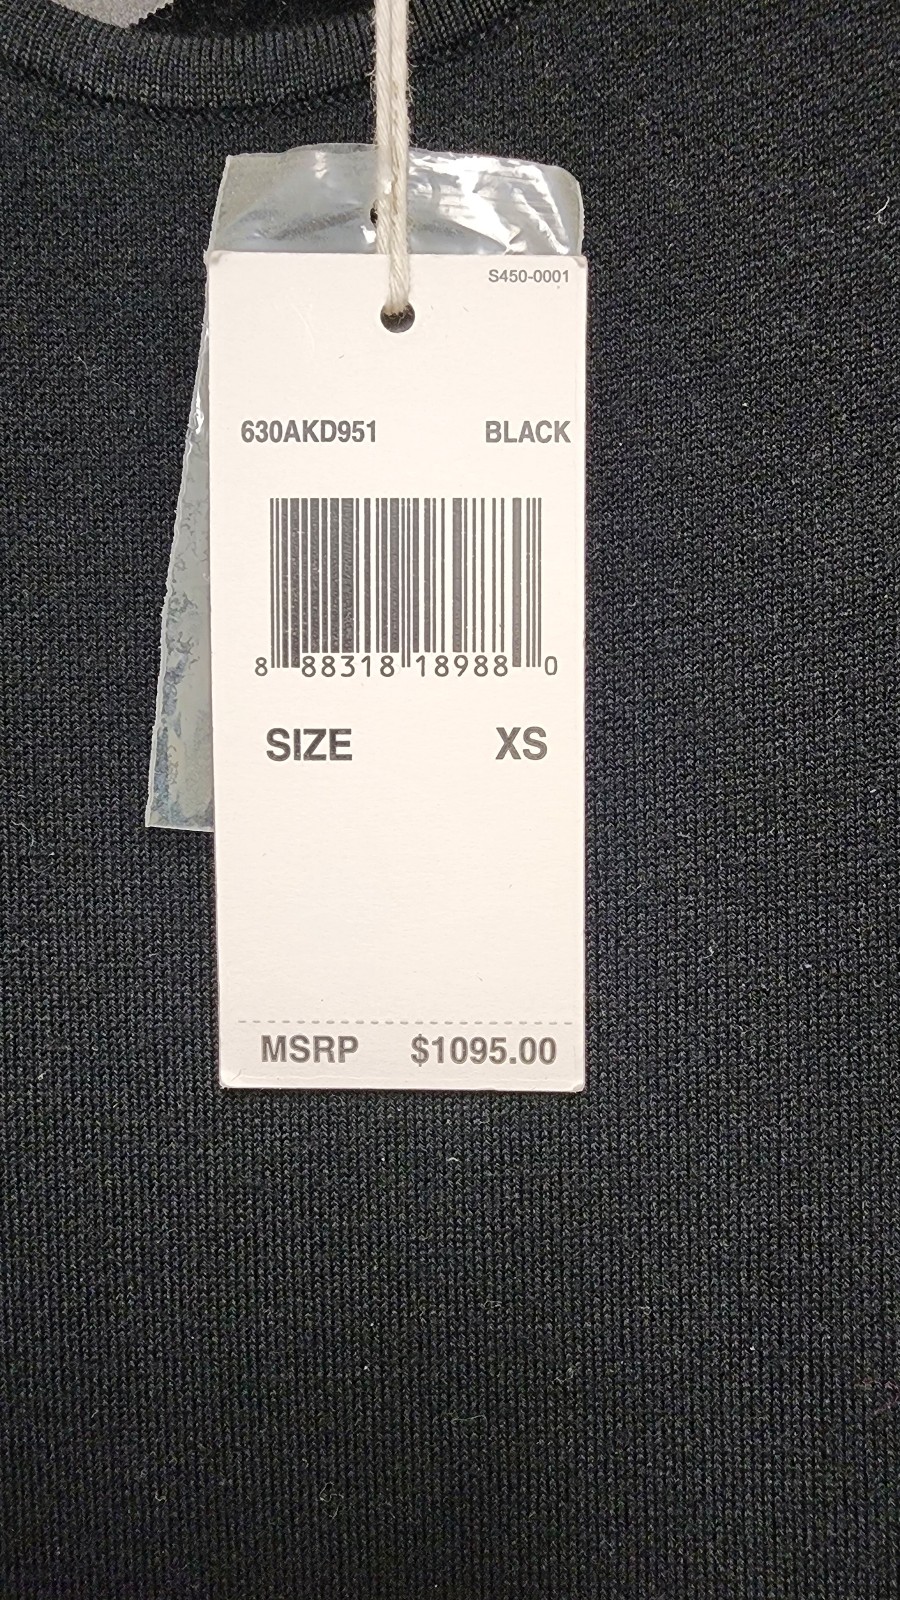 S450-0001
630AKD951 BLACK
8 88318 18988 0
SIZE XS
MSRP $1095.00